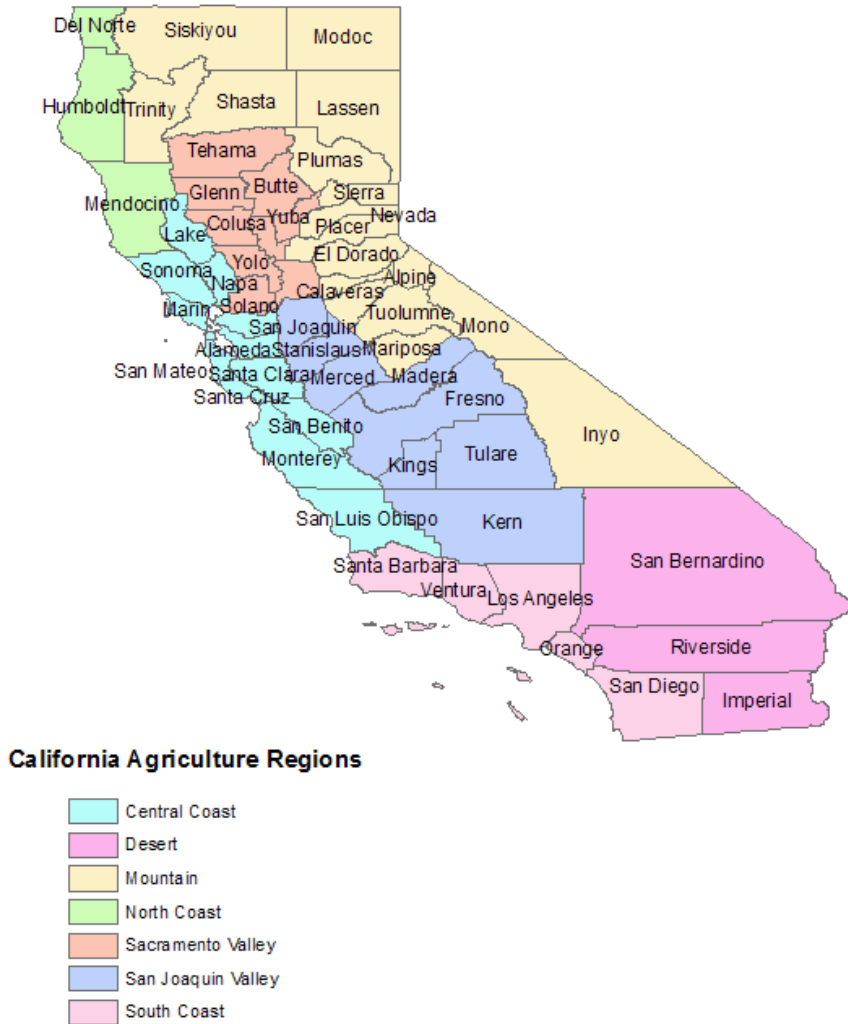 Del Norte
Siskiyou
Modoc
Humboldt
Trinity
Shasta
Lassen
Tehama
Plumas
Glenn
Butte
Sierra
Mendocino
Colusa
Yuba
Nevada
Lake
Placer
Yolo
El Dorado
Sonoma
Napa
Alpine
Marin
Solano
Calaveras
Tuolumne
San Joaquin
Mono
Alameda
Stanislaus
Mariposa
San Mateo
Santa Clara
Merced
Madera
Santa Cruz
Fresno
San Benito
Inyo
Monterey
Kings
Tulare
San Luis Obispo
Kern
Santa Barbara
San Bernardino
Ventura
Los Angeles
Orange
Riverside
San Diego
Imperial
California Agriculture Regions
Central Coast
Desert
Mountain
North Coast
Sacramento Valley
San Joaquin Valley
South Coast